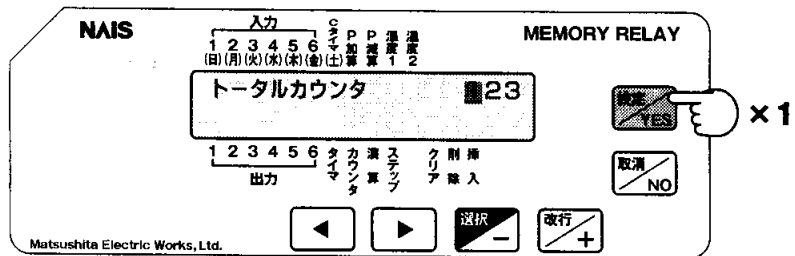 NAIS
MEMORY RELAY
入力
1 2 3 4 5 6 Cタイマ P加算 P減算 温度1 温度2
(日)(月)(火)(水)(木)(金)(土)
トータルカウンタ 23
1 2 3 4 5 6 タイマ カウンタ 演算 ステップ クリア 削除 挿入
出力
設定 YES
×1
取消 NO
◀ ▶ 選択 − 改行 +
Matsushita Electric Works, Ltd.